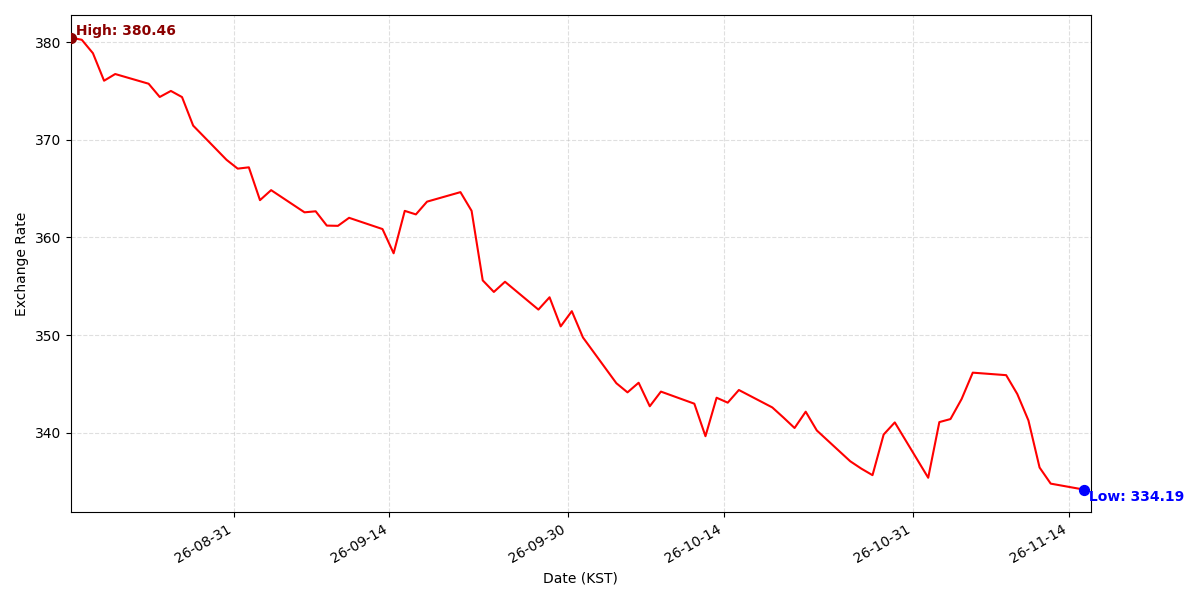 High: 380.46
380
370
360
350
340
Exchange Rate
Low: 334.19
26-08-31
26-09-14
26-09-30
26-10-14
26-10-31
26-11-14
Date (KST)